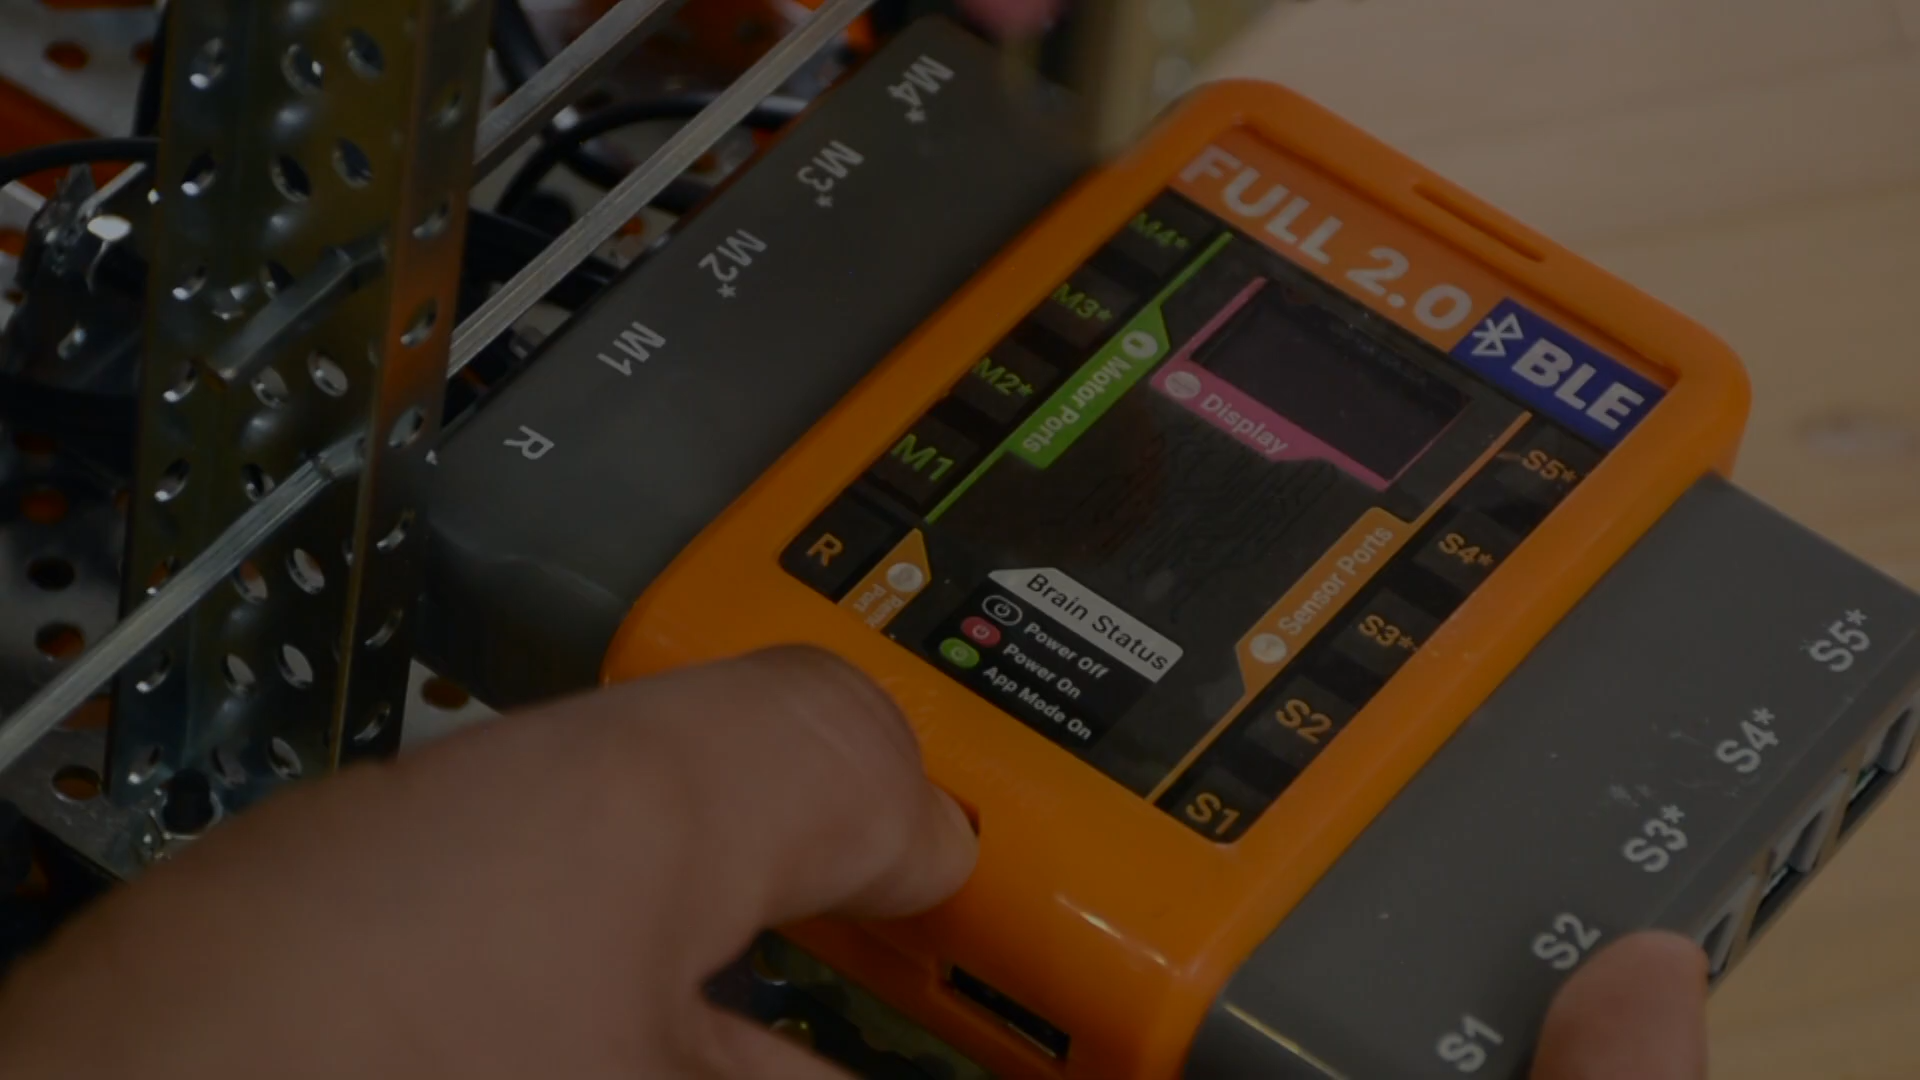 M4*
M3*
M2*
M1
R
FULL 2.0
BLE
M4*
M3*
M2*
M1
R
Motor Ports
Display
Sensor Ports
S5*
S4*
S3*
S2
S1
Brain Status
Power Off
Power On
App Mode On
Port
S5*
S4*
S3*
S2
S1